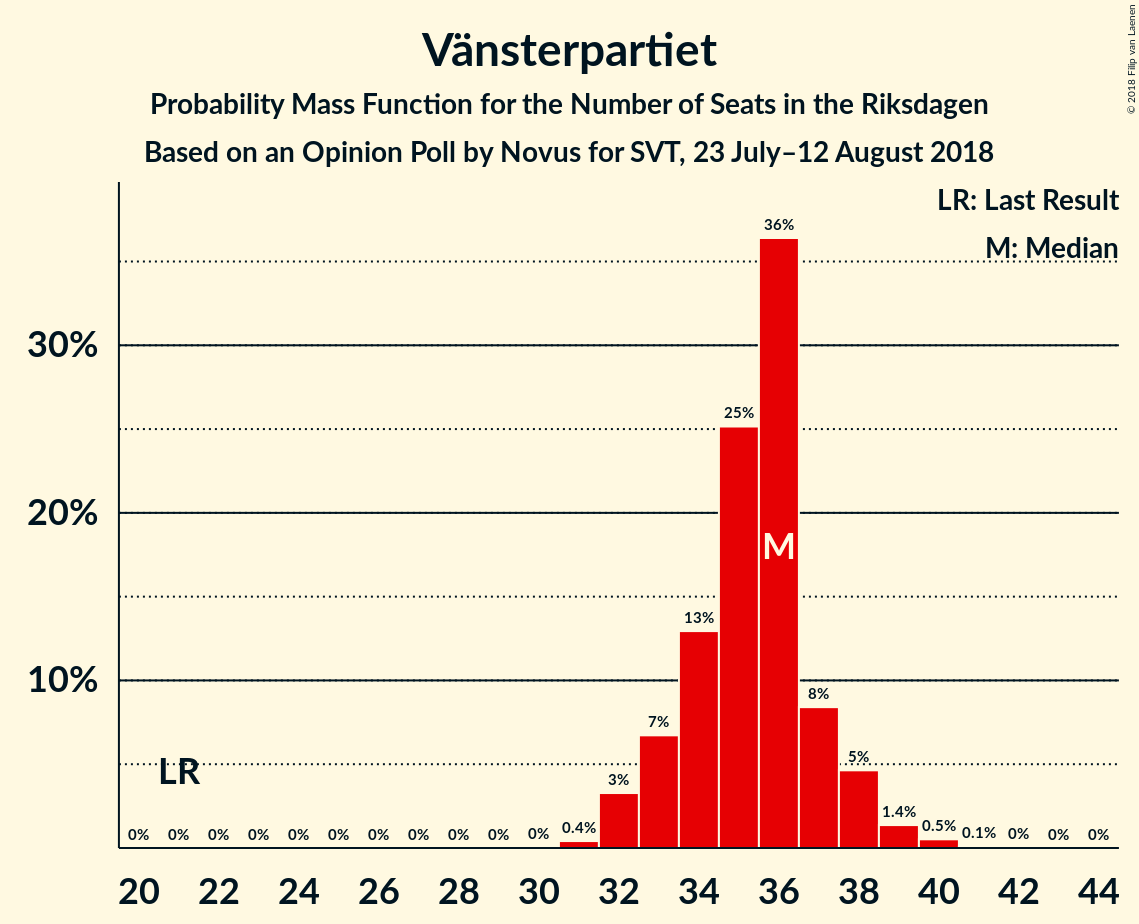 Vänsterpartiet
Probability Mass Function for the Number of Seats in the Riksdagen
Based on an Opinion Poll by Novus for SVT, 23 July–12 August 2018
© 2018 Filip van Laenen
LR: Last Result
M: Median
36%
30%
25%
20%
M
13%
10%
8%
7%
5%
LR
3%
1.4%
0% 0% 0% 0% 0% 0% 0% 0% 0% 0% 0% 0.4% 0.5% 0.1% 0% 0% 0%
20 22 24 26 28 30 32 34 36 38 40 42 44